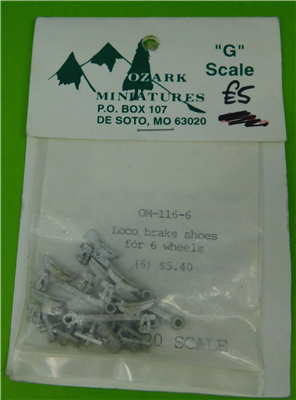 "G"
Scale
£5
OZARK
MINIATURES
P.O. BOX 107
DE SOTO, MO 63020
OM-116-6
Loco brake shoes
for 6 wheels
(6) $5.40
20 SCALE